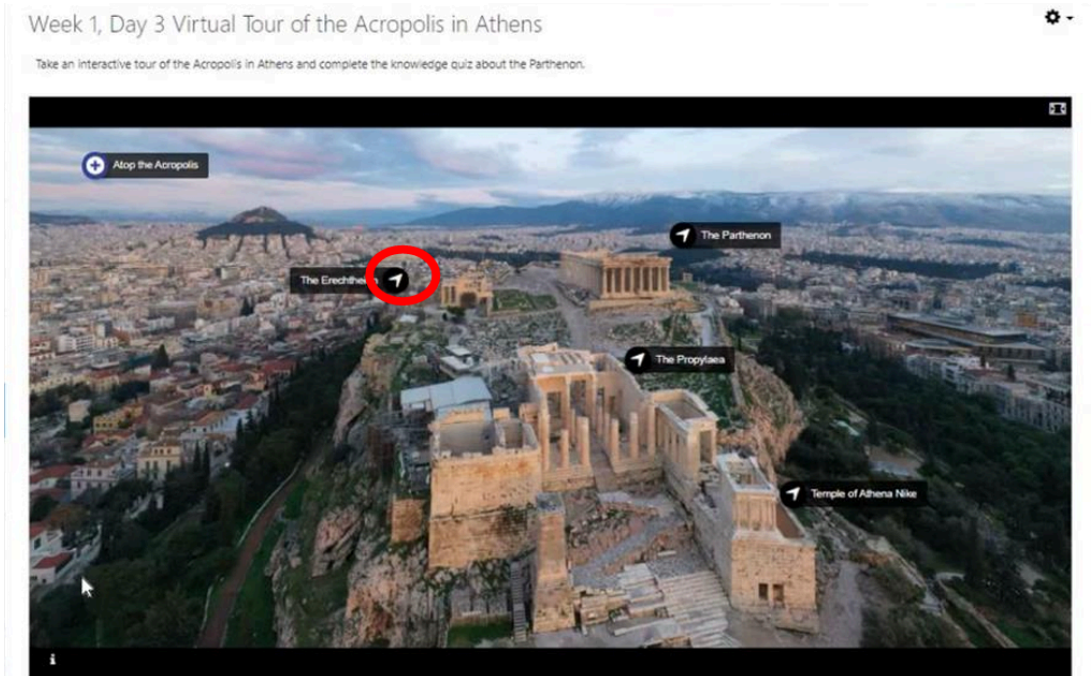 Week 1, Day 3 Virtual Tour of the Acropolis in Athens
Take an interactive tour of the Acropolis in Athens and complete the knowledge quiz about the Parthenon.
Atop the Acropolis
The Parthenon
The
The Propylaea
Temple of Athena Nike
i